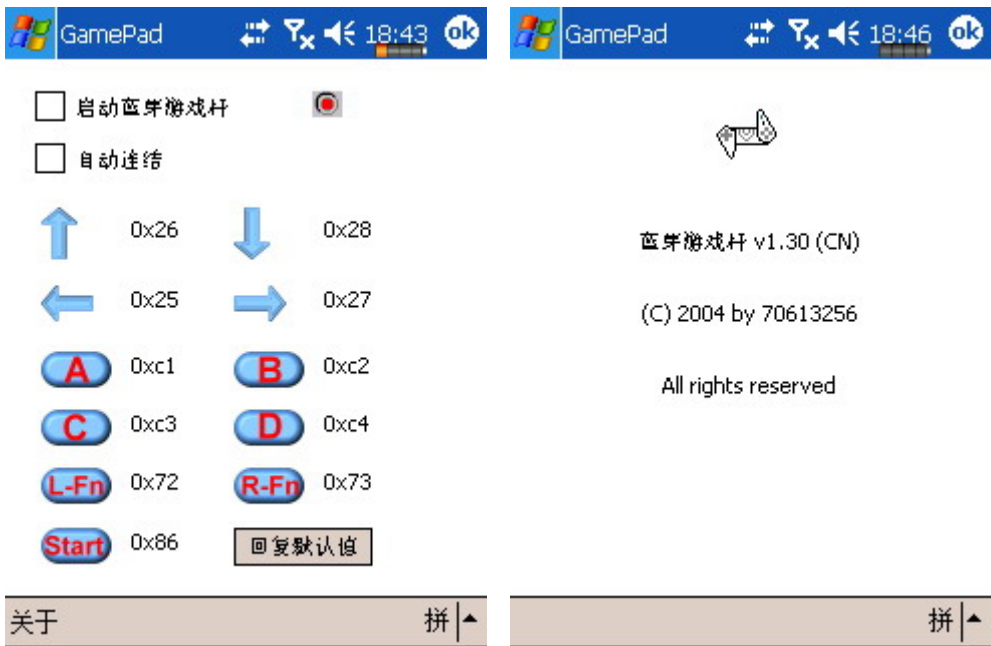 GamePad 18:43 ok
启动蓝芽游戏杆
自动连结
0x26 0x28
0x25 0x27
A 0xc1 B 0xc2
C 0xc3 D 0xc4
L-Fn 0x72 R-Fn 0x73
Start 0x86 回复默认值
关于 拼
GamePad 18:46 ok
蓝芽游戏杆 v1.30 (CN)
(C) 2004 by 70613256
All rights reserved
拼